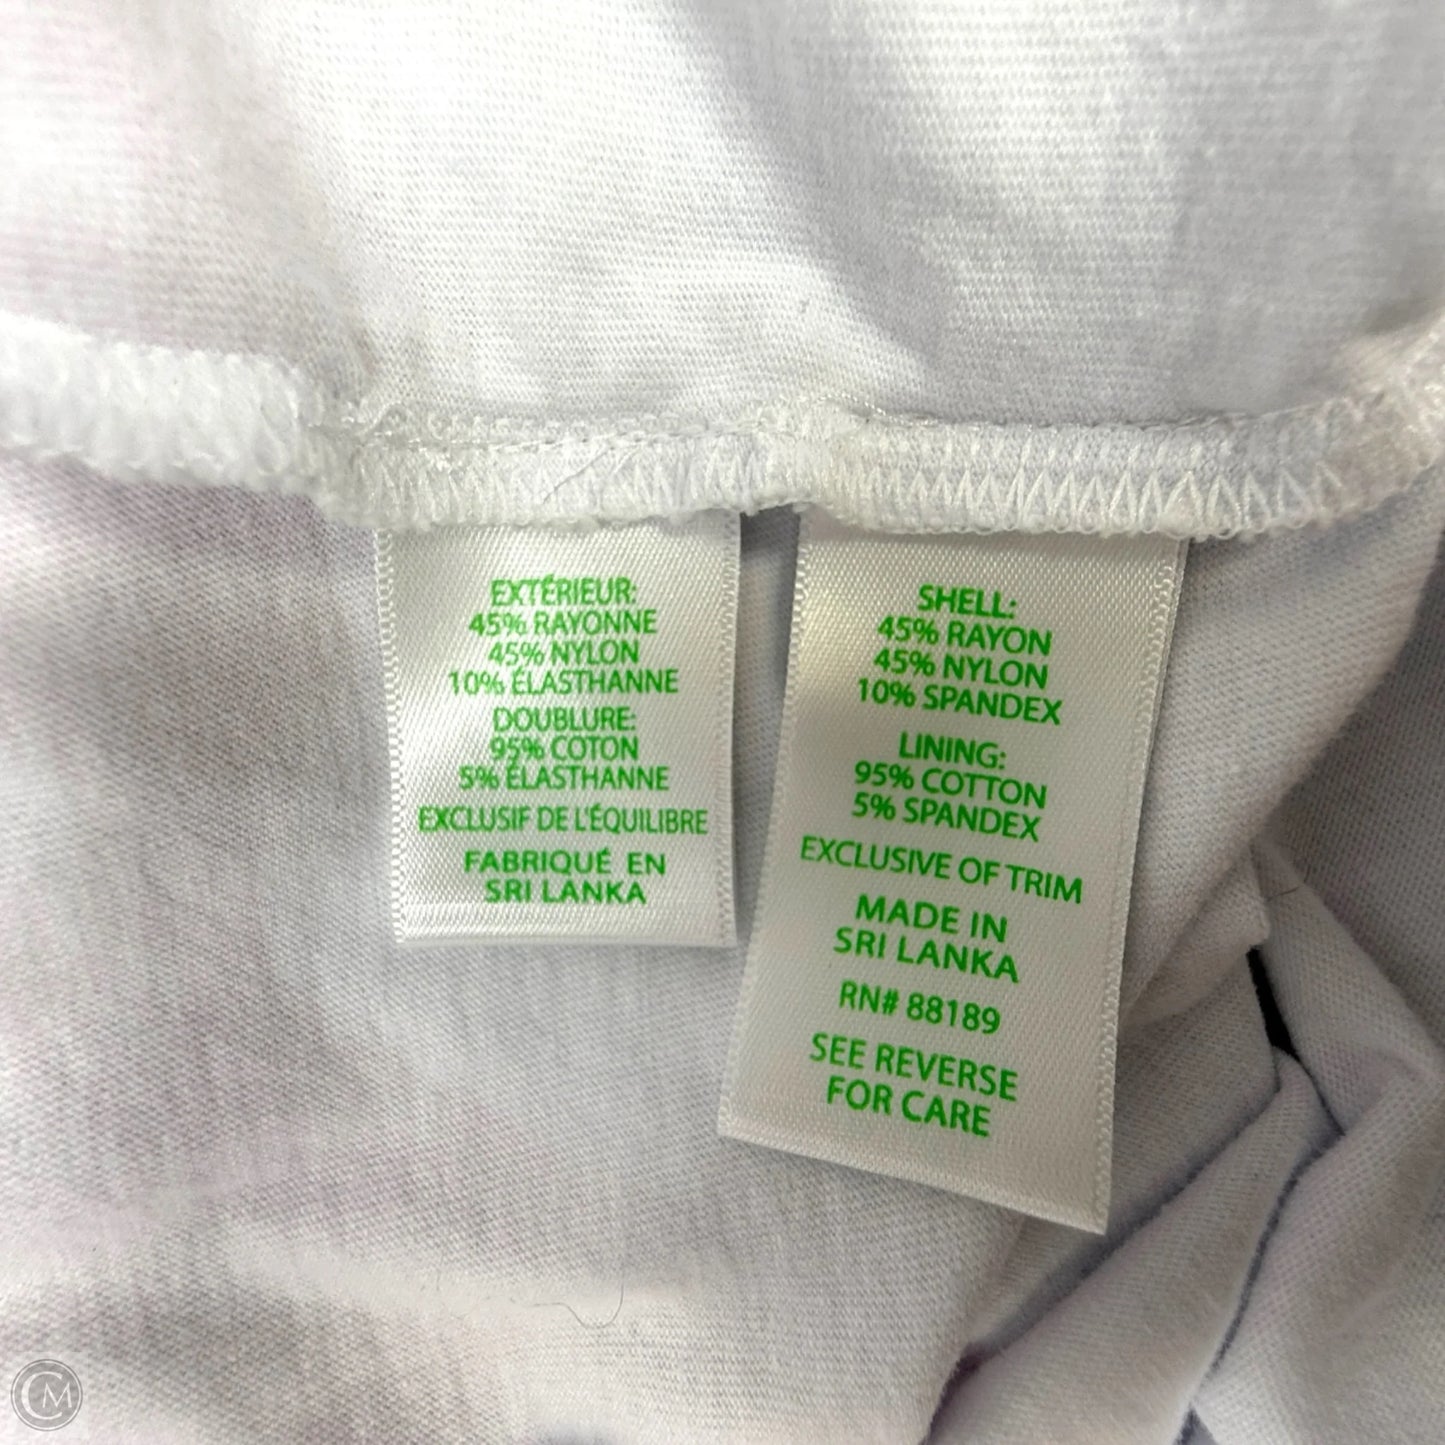 EXTÉRIEUR:
45% RAYONNE
45% NYLON
10% ÉLASTHANNE
DOUBLURE:
95% COTON
5% ÉLASTHANNE
EXCLUSIF DE L'ÉQUILIBRE
FABRIQUÉ EN
SRI LANKA
SHELL:
45% RAYON
45% NYLON
10% SPANDEX
LINING:
95% COTTON
5% SPANDEX
EXCLUSIVE OF TRIM
MADE IN
SRI LANKA
RN# 88189
SEE REVERSE
FOR CARE
CM